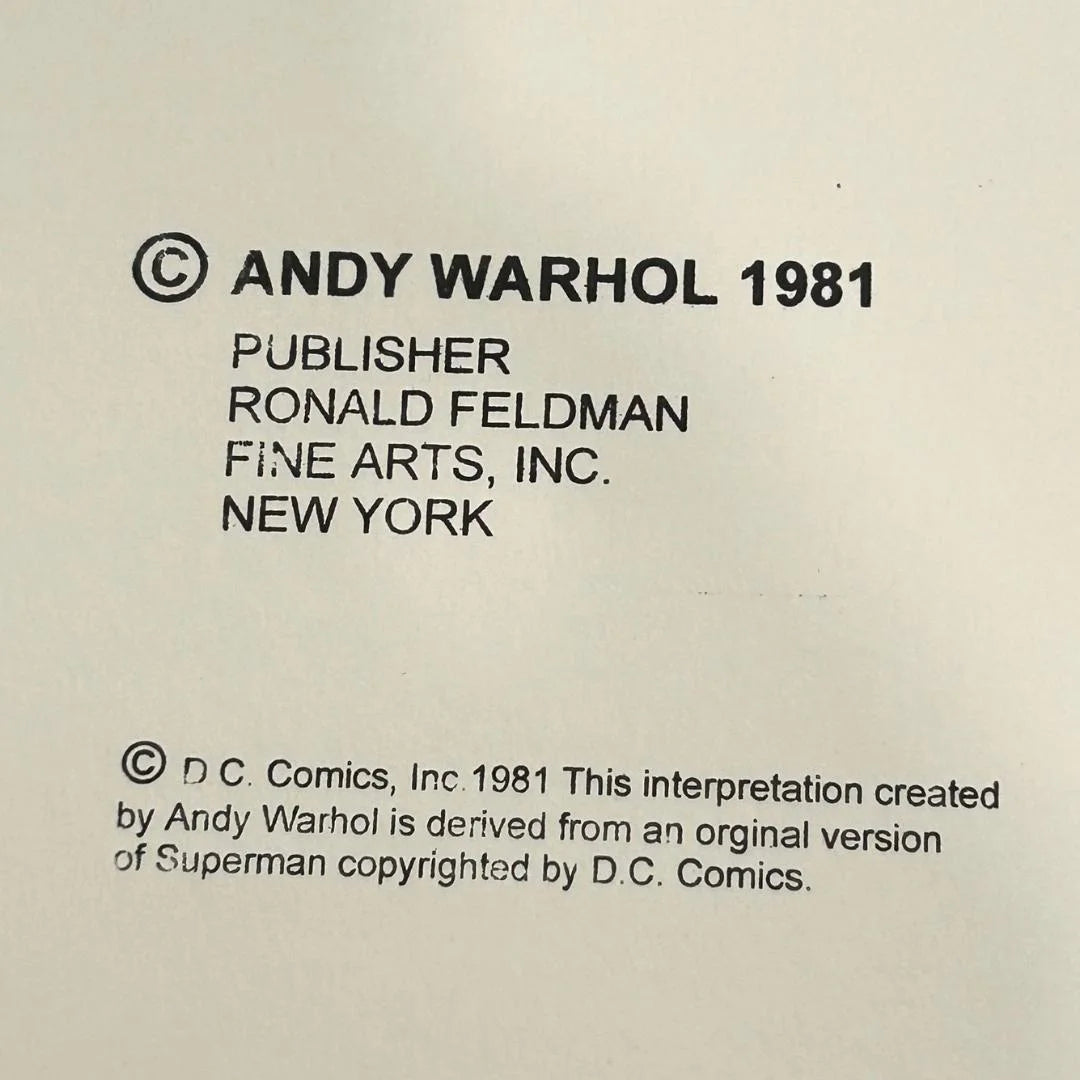 © ANDY WARHOL 1981
PUBLISHER
RONALD FELDMAN
FINE ARTS, INC.
NEW YORK
© D C. Comics, Inc. 1981 This interpretation created
by Andy Warhol is derived from an orginal version
of Superman copyrighted by D.C. Comics.